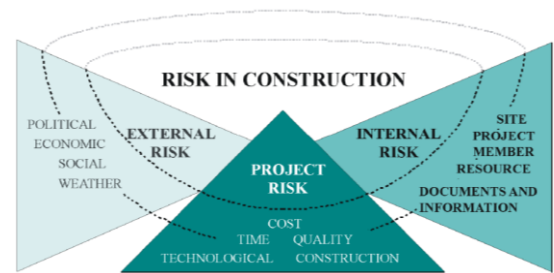 RISK IN CONSTRUCTION
POLITICAL
ECONOMIC
SOCIAL
WEATHER
EXTERNAL
RISK
PROJECT
RISK
COST
TIME QUALITY
TECHNOLOGICAL CONSTRUCTION
INTERNAL
RISK
SITE
PROJECT
MEMBER
RESOURCE
DOCUMENTS AND
INFORMATION